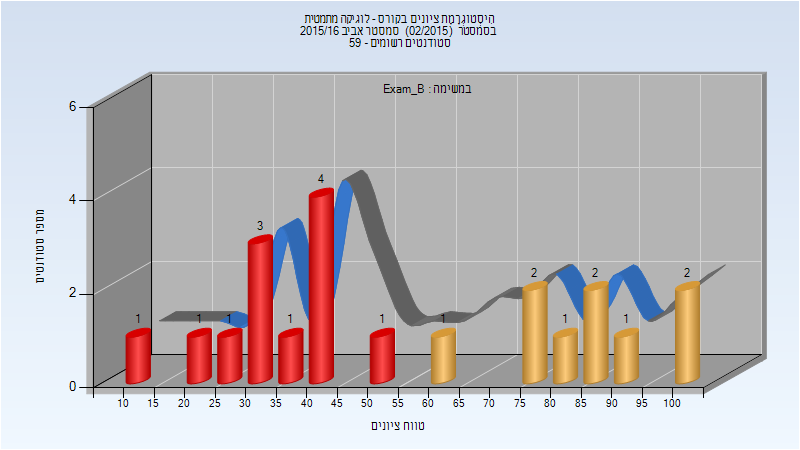 היסטוגרמת ציונים בקורס - לוגיקה מתמטית
בסמסטר (02/2015) סמסטר אביב 2015/16
סטודנטים רשומים - 59
במשימה : Exam_B
מספר סטודנטים
6
4
2
0
1
1
1
3
1
4
1
1
2
1
2
1
2
10 15 20 25 30 35 40 45 50 55 60 65 70 75 80 85 90 95 100
טווח ציונים